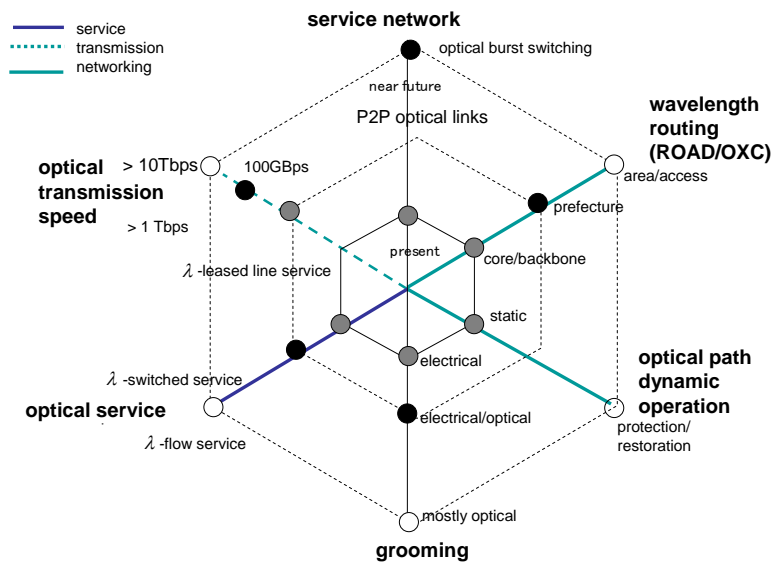 service network
service
transmission
networking
optical burst switching
near future
P2P optical links
wavelength
routing
(ROAD/OXC)
optical
transmission
speed
> 10Tbps
100GBps
area/access
prefecture
> 1 Tbps
present
core/backbone
λ -leased line service
static
electrical
optical path
dynamic
operation
λ -switched service
optical service
electrical/optical
protection/
restoration
λ -flow service
mostly optical
grooming